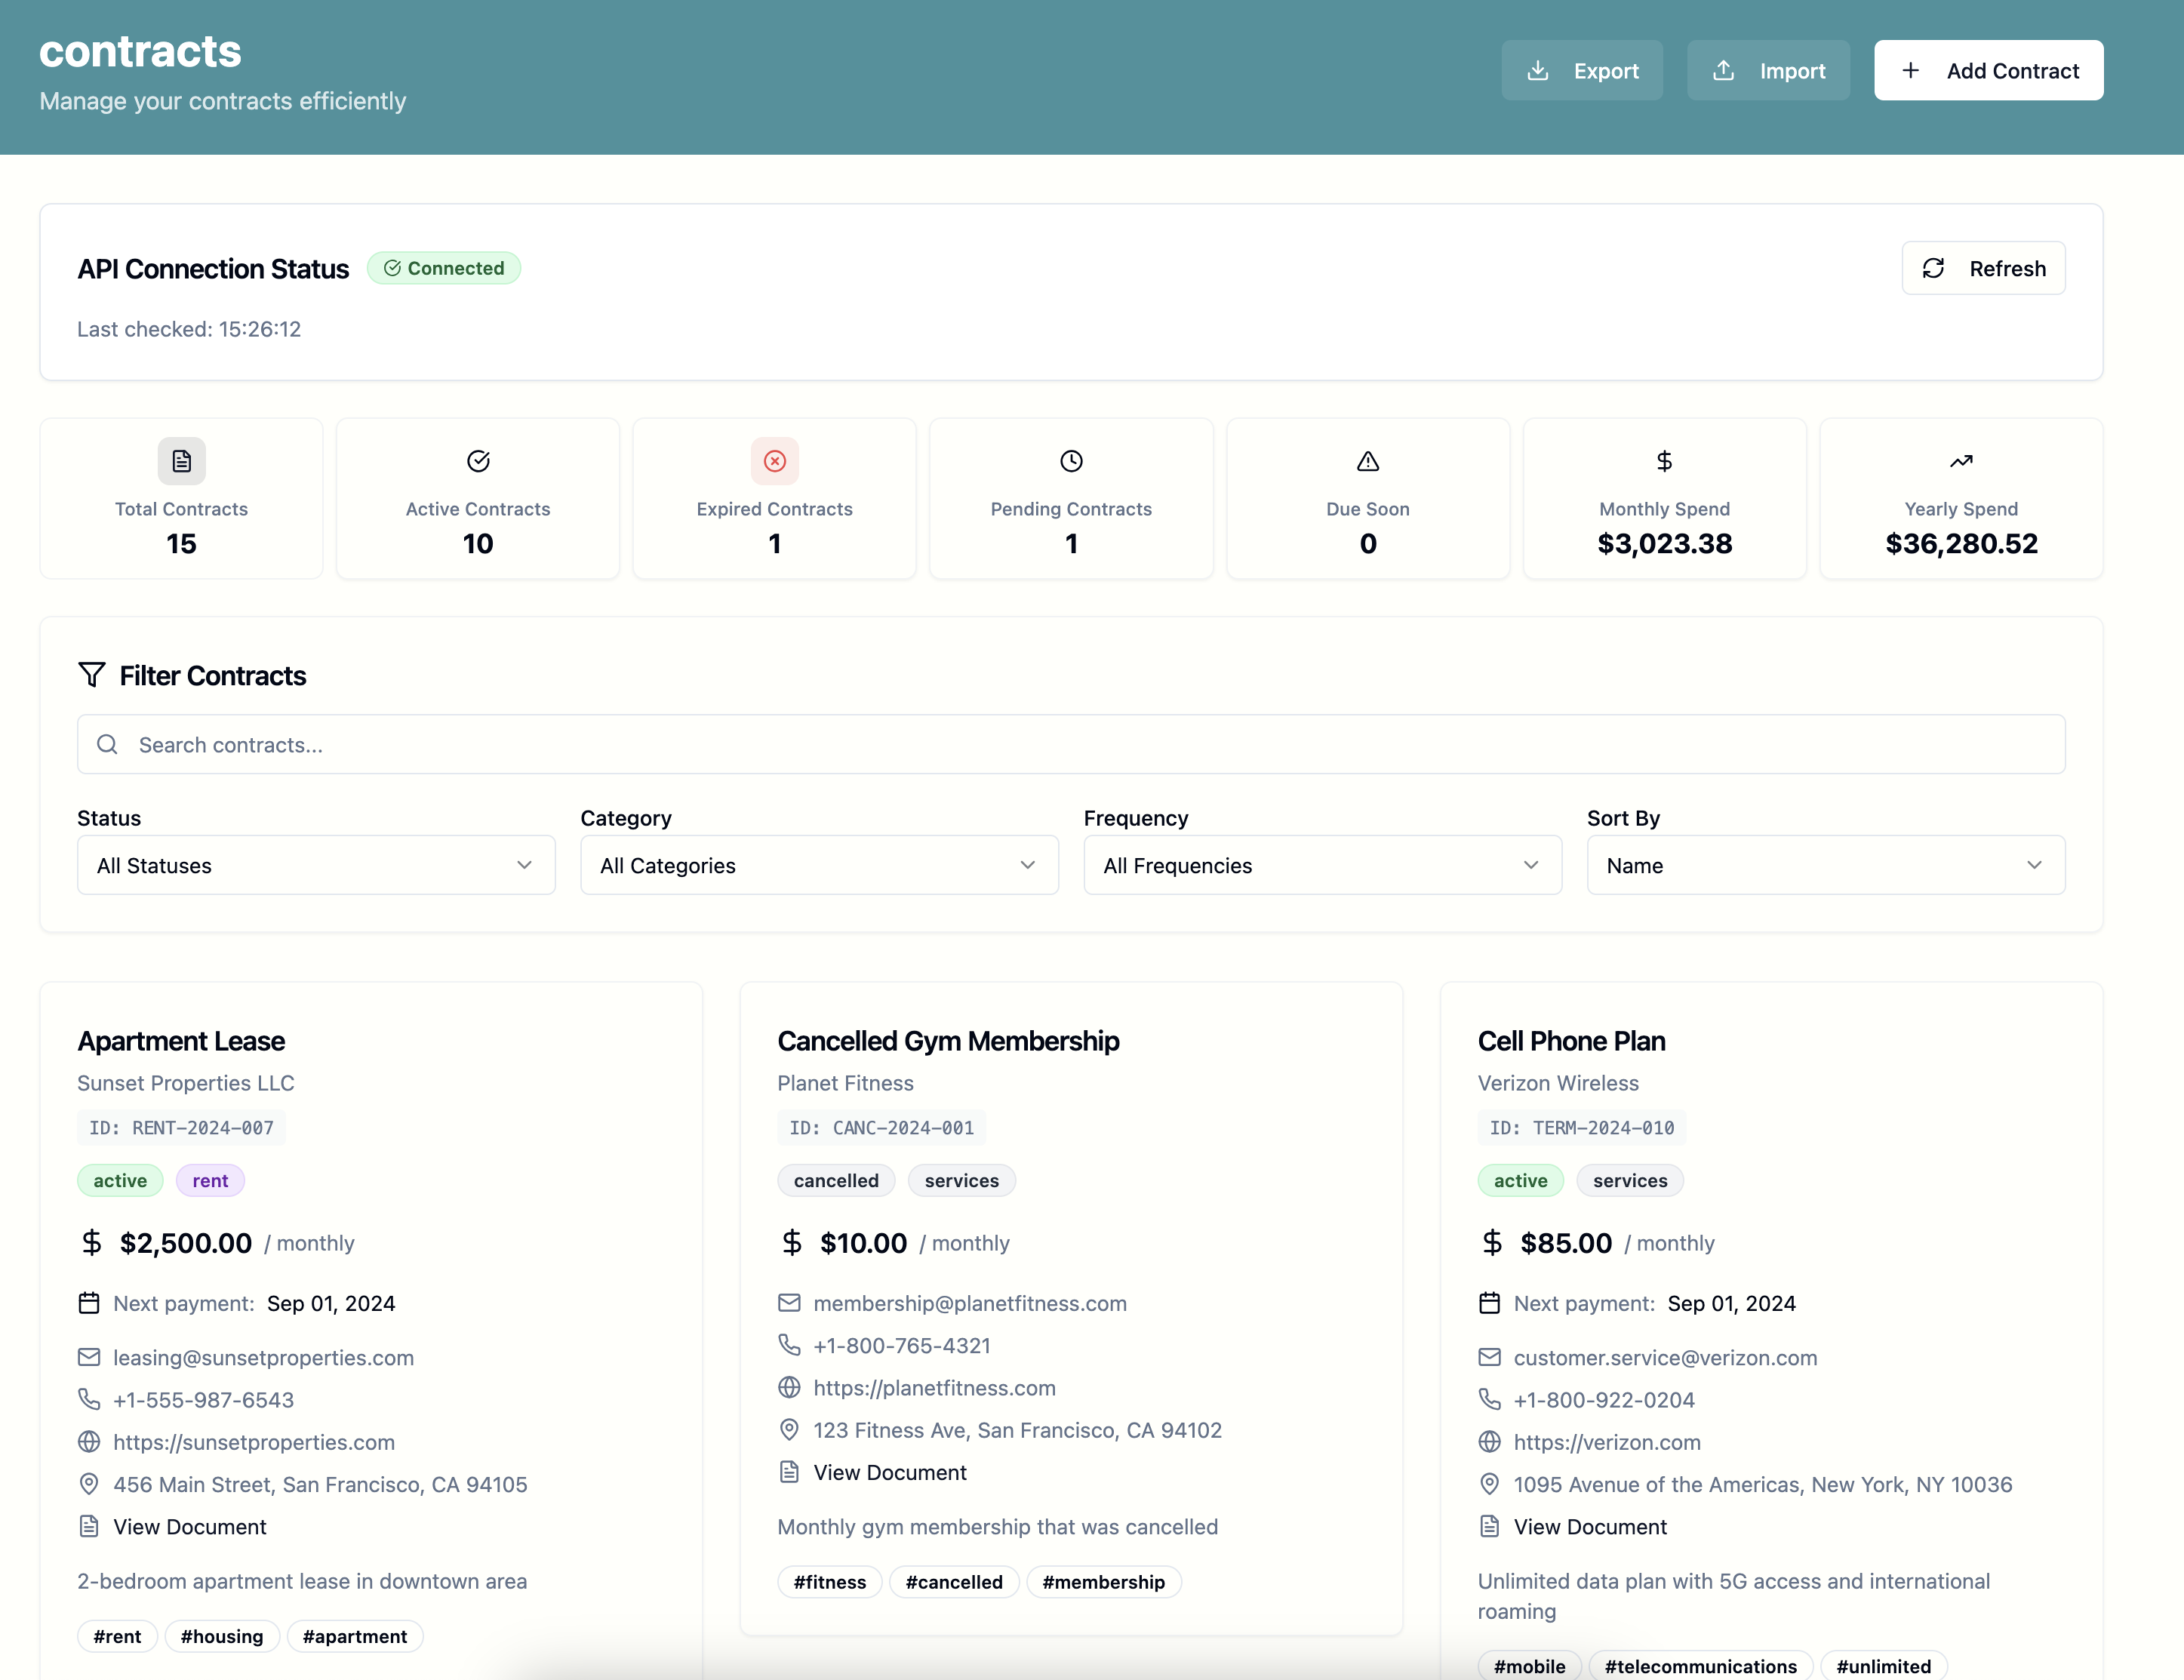 contracts
Manage your contracts efficiently
Export
Import
Add Contract
API Connection Status
Connected
Refresh
Last checked: 15:26:12
Total Contracts
15
Active Contracts
10
Expired Contracts
1
Pending Contracts
1
Due Soon
0
Monthly Spend
$3,023.38
Yearly Spend
$36,280.52
Filter Contracts
Search contracts...
Status
All Statuses
Category
All Categories
Frequency
All Frequencies
Sort By
Name
Apartment Lease
Sunset Properties LLC
ID: RENT-2024-007
active rent
$2,500.00 / monthly
Next payment: Sep 01, 2024
leasing@sunsetproperties.com
+1-555-987-6543
https://sunsetproperties.com
456 Main Street, San Francisco, CA 94105
View Document
2-bedroom apartment lease in downtown area
#rent #housing #apartment
Cancelled Gym Membership
Planet Fitness
ID: CANC-2024-001
cancelled services
$10.00 / monthly
membership@planetfitness.com
+1-800-765-4321
https://planetfitness.com
123 Fitness Ave, San Francisco, CA 94102
View Document
Monthly gym membership that was cancelled
#fitness #cancelled #membership
Cell Phone Plan
Verizon Wireless
ID: TERM-2024-010
active services
$85.00 / monthly
Next payment: Sep 01, 2024
customer.service@verizon.com
+1-800-922-0204
https://verizon.com
1095 Avenue of the Americas, New York, NY 10036
View Document
Unlimited data plan with 5G access and international
roaming
#mobile #telecommunications #unlimited